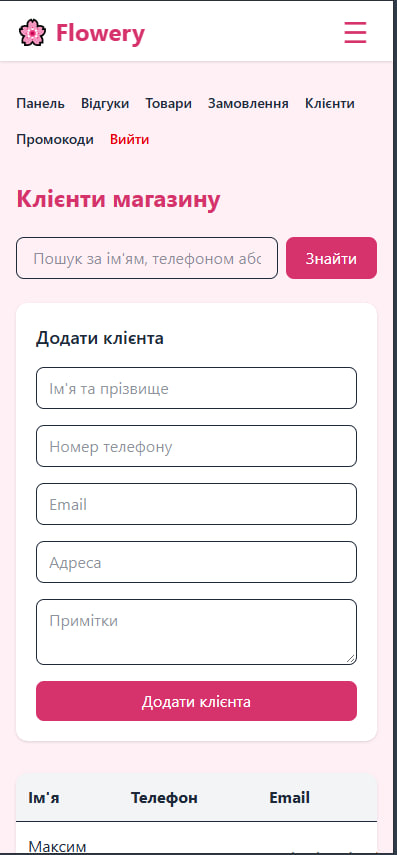 Flowery
Панель Відгуки Товари Замовлення Клієнти
Промокоди Вийти
Клієнти магазину
Пошук за ім'ям, телефоном або Знайти
Додати клієнта
Ім'я та прізвище
Номер телефону
Email
Адреса
Примітки
Додати клієнта
Ім'я Телефон Email
Максим